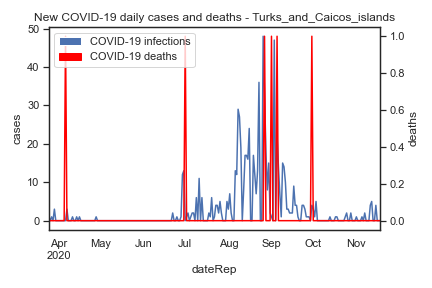 New COVID-19 daily cases and deaths - Turks_and_Caicos_islands
COVID-19 infections
COVID-19 deaths
50
40
30
20
10
0
cases
1.0
0.8
0.6
0.4
0.2
0.0
deaths
Apr May Jun Jul Aug Sep Oct Nov
2020
dateRep